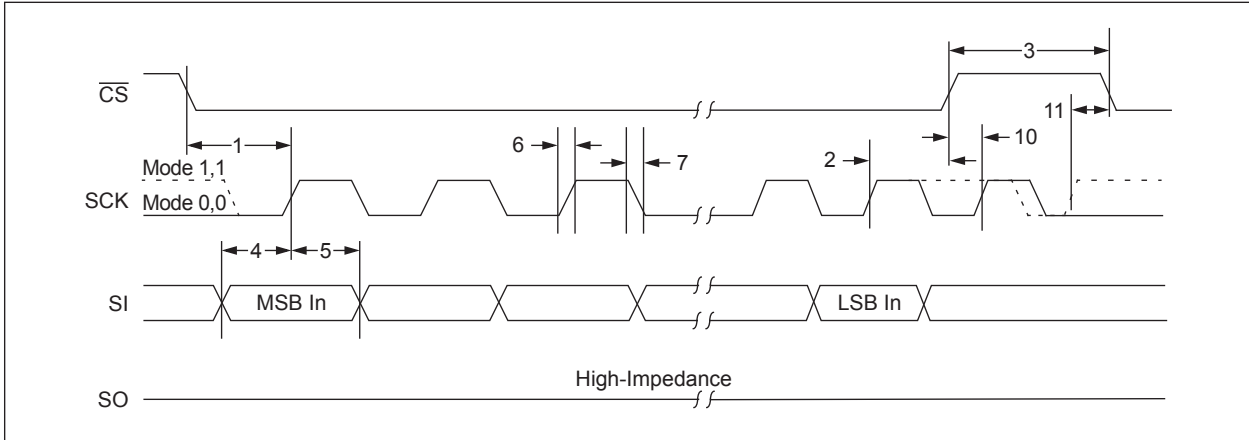 3
CS
11
1
6
7
2
10
Mode 1,1
SCK
Mode 0,0
4
5
SI
MSB In
LSB In
High-Impedance
SO